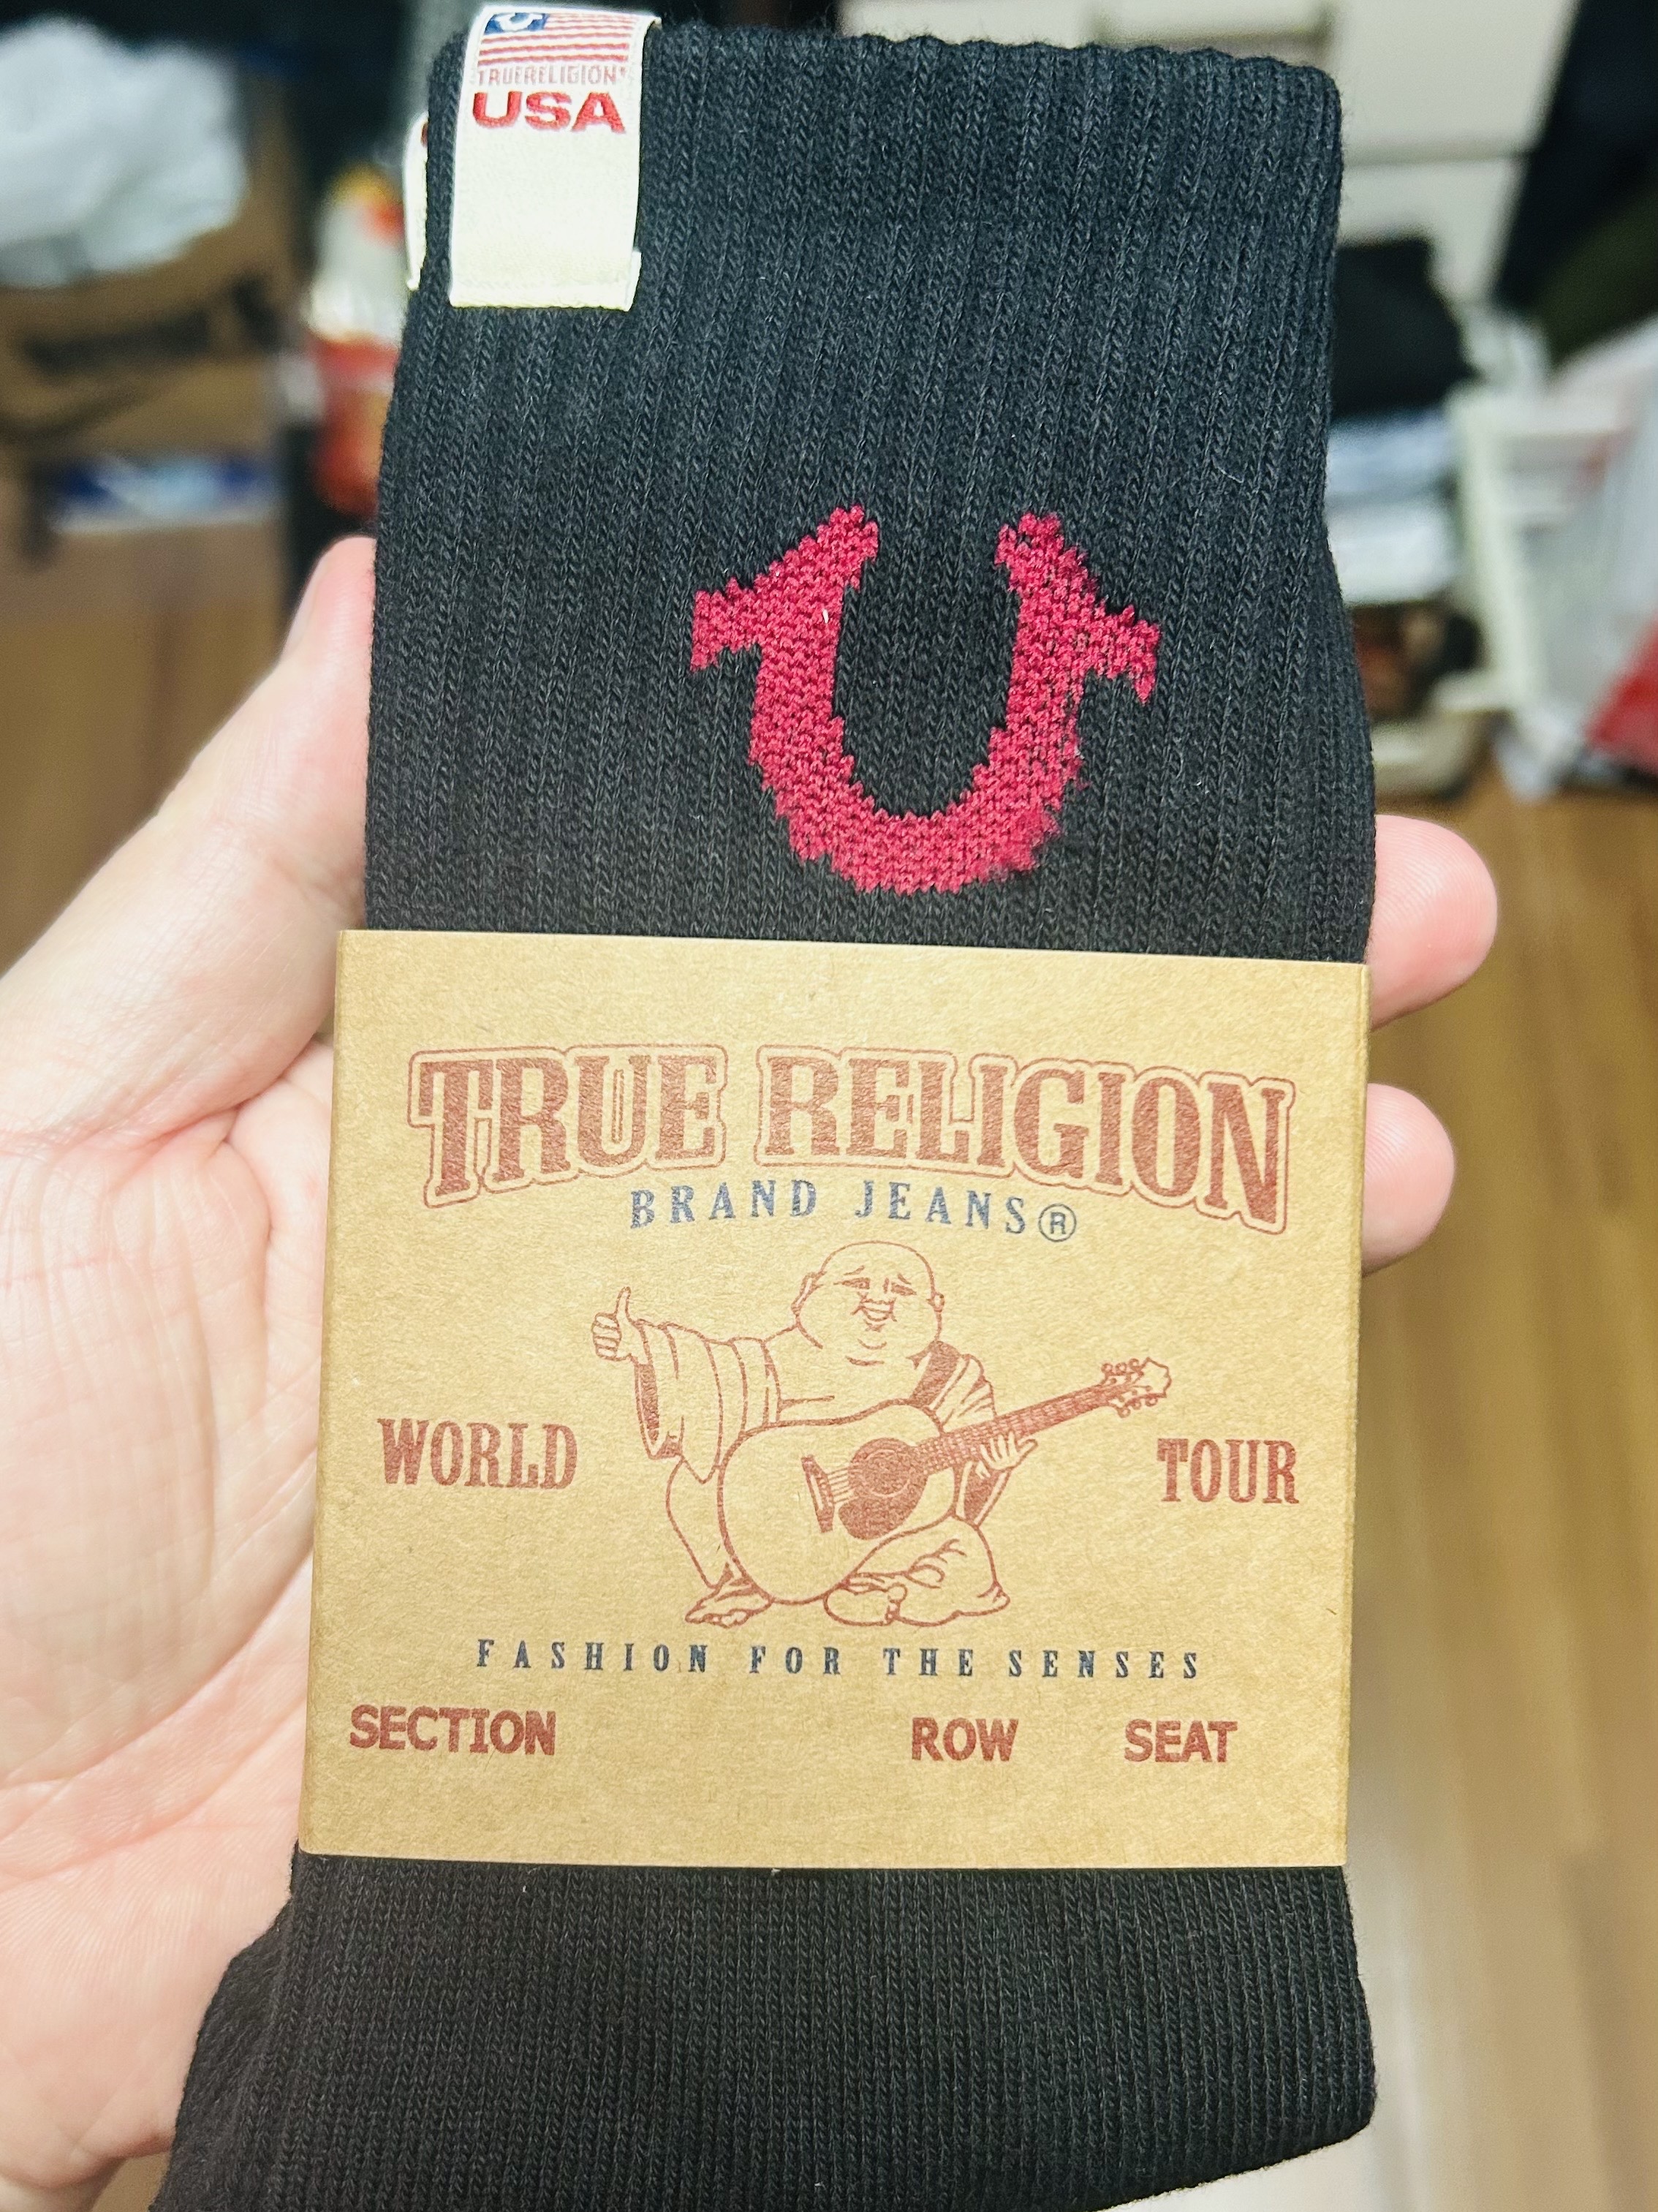 TRUERELIGION®
USA
TRUE RELIGION
BRAND JEANS®
WORLD TOUR
FASHION FOR THE SENSES
SECTION ROW SEAT